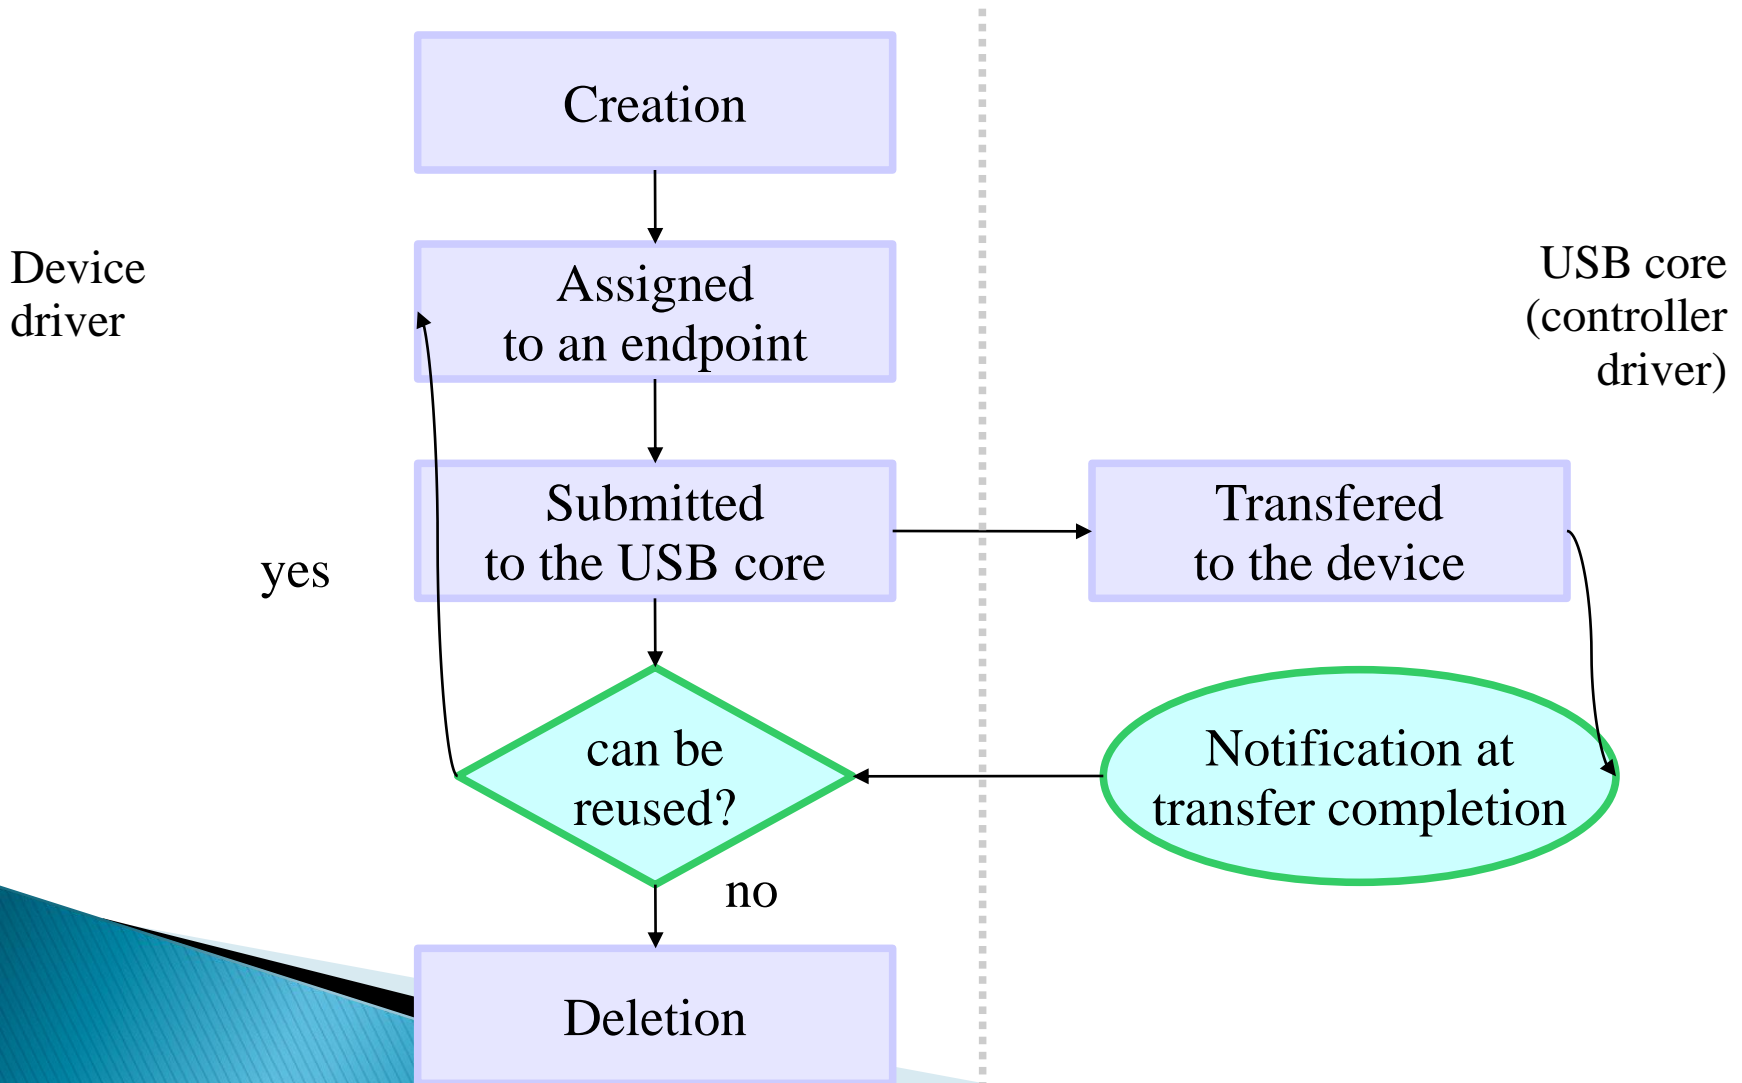 Creation
Device
driver
Assigned
to an endpoint
USB core
(controller
driver)
Submitted
to the USB core
Transfered
to the device
yes
can be
reused?
Notification at
transfer completion
no
Deletion